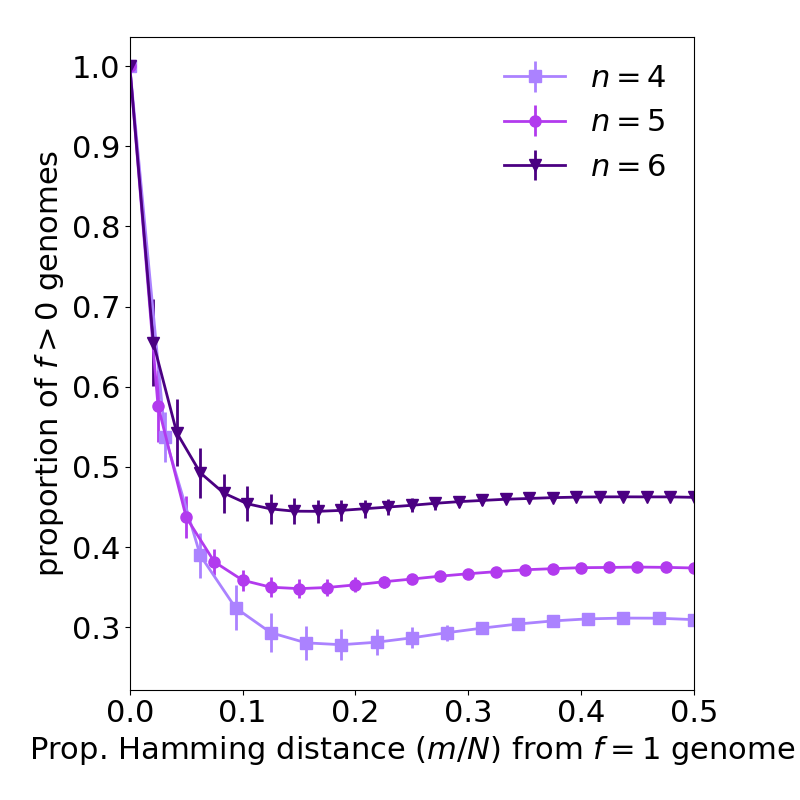 1.0
0.9
0.8
0.7
0.6
0.5
0.4
0.3
proportion of f > 0 genomes
n = 4
n = 5
n = 6
0.0 0.1 0.2 0.3 0.4 0.5
Prop. Hamming distance (m/N) from f = 1 genome